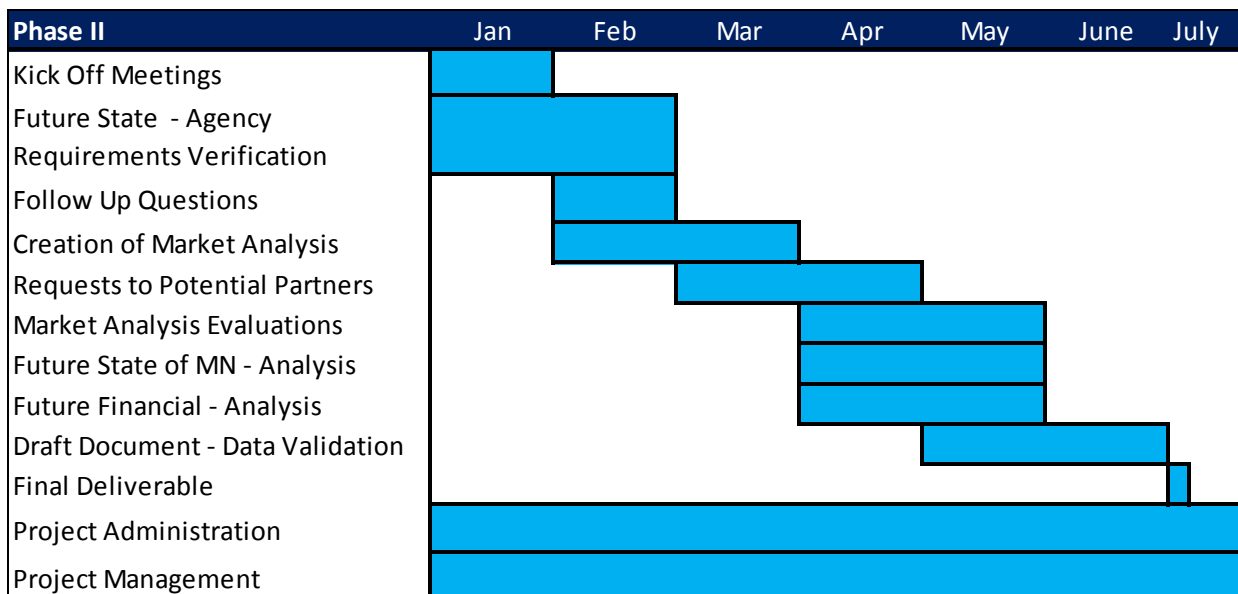 Phase II Jan Feb Mar Apr May June July
Kick Off Meetings
Future State - Agency
Requirements Verification
Follow Up Questions
Creation of Market Analysis
Requests to Potential Partners
Market Analysis Evaluations
Future State of MN - Analysis
Future Financial - Analysis
Draft Document - Data Validation
Final Deliverable
Project Administration
Project Management